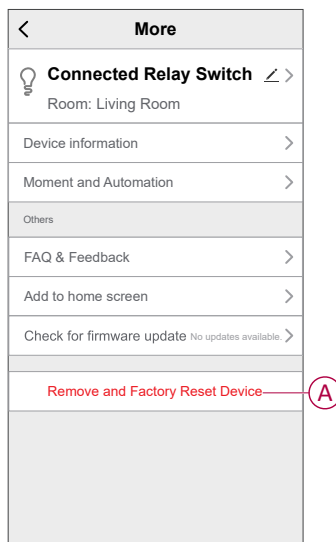 More
Connected Relay Switch
Room: Living Room
Device information
Moment and Automation
Others
FAQ & Feedback
Add to home screen
Check for firmware update No updates available.
Remove and Factory Reset Device
A